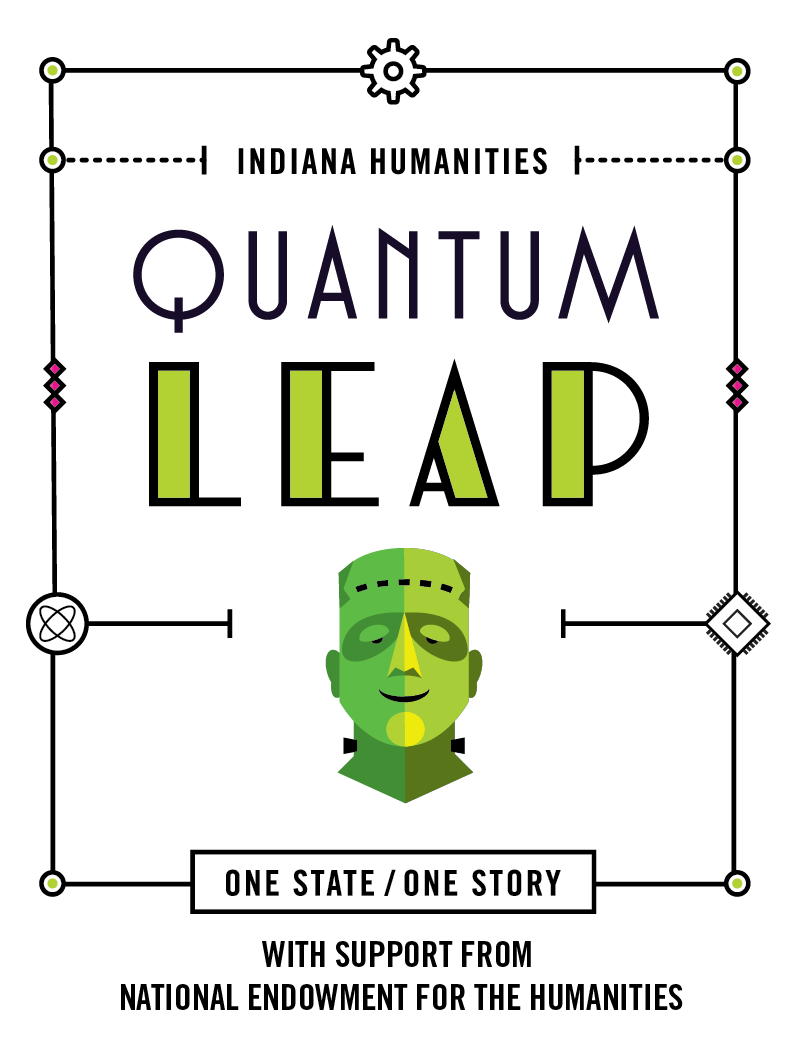 INDIANA HUMANITIES
QUANTUM
LEAP
ONE STATE / ONE STORY
WITH SUPPORT FROM
NATIONAL ENDOWMENT FOR THE HUMANITIES